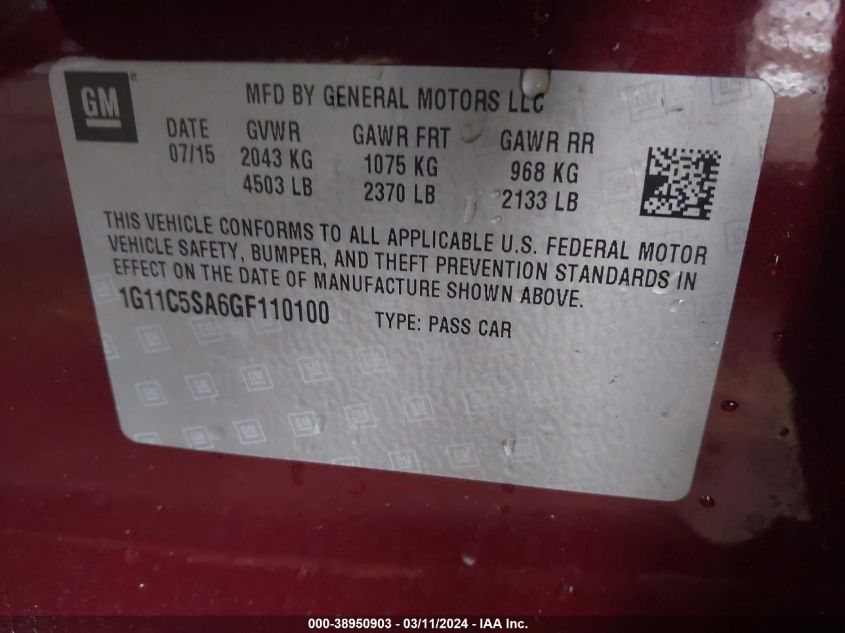 GM
MFD BY GENERAL MOTORS LLC
DATE GVWR GAWR FRT GAWR RR
07/15 2043 KG 1075 KG 968 KG
4503 LB 2370 LB 2133 LB
THIS VEHICLE CONFORMS TO ALL APPLICABLE U.S. FEDERAL MOTOR
VEHICLE SAFETY, BUMPER, AND THEFT PREVENTION STANDARDS IN
EFFECT ON THE DATE OF MANUFACTURE SHOWN ABOVE.
1G11C5SA6GF110100 TYPE: PASS CAR
000-38950903 - 03/11/2024 - IAA Inc.